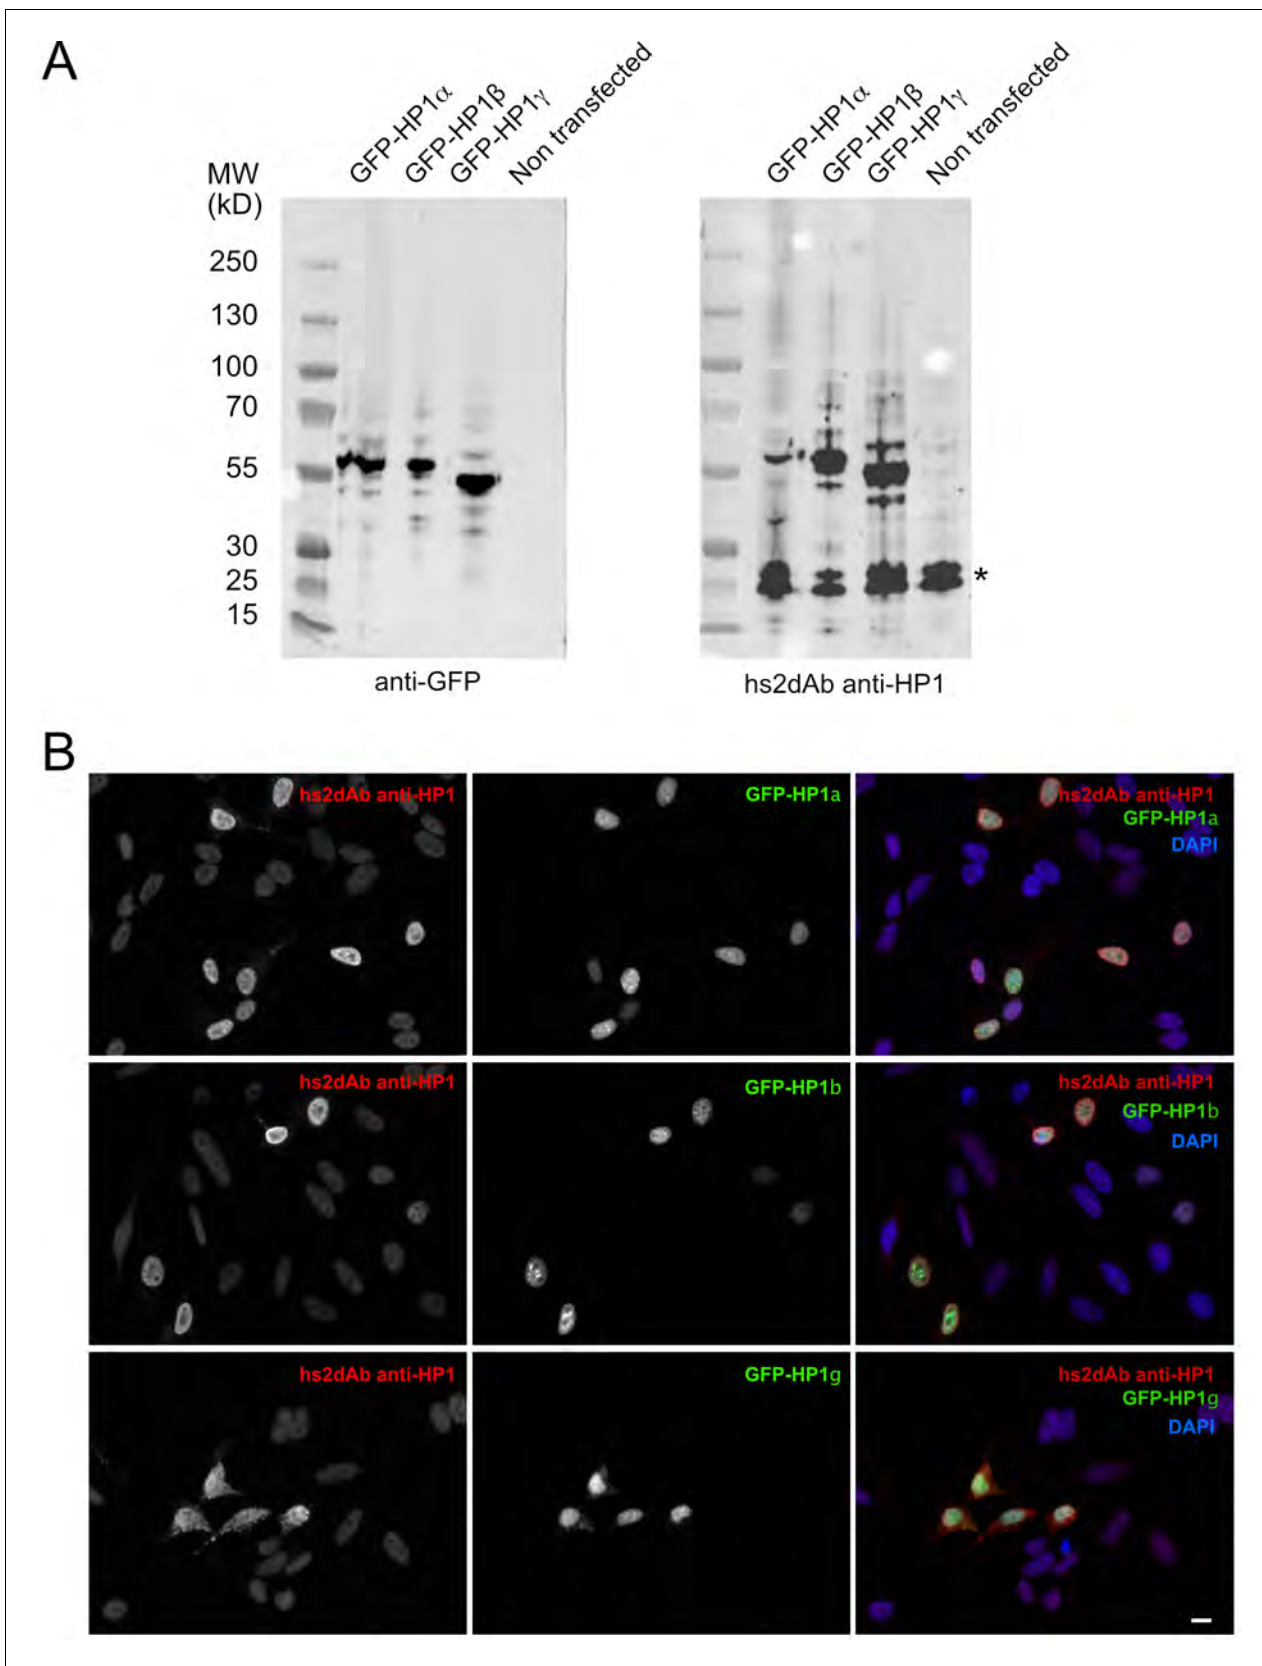 A
GFP-HP1α
GFP-HP1β
GFP-HP1γ
Non transfected
GFP-HP1α
GFP-HP1β
GFP-HP1γ
Non transfected
MW
(kD)
250
130
100
70
55
30
25
15
*
anti-GFP
hs2dAb anti-HP1
B
hs2dAb anti-HP1
GFP-HP1a
hs2dAb anti-HP1
GFP-HP1a
DAPI
hs2dAb anti-HP1
GFP-HP1b
hs2dAb anti-HP1
GFP-HP1b
DAPI
hs2dAb anti-HP1
GFP-HP1g
hs2dAb anti-HP1
GFP-HP1g
DAPI